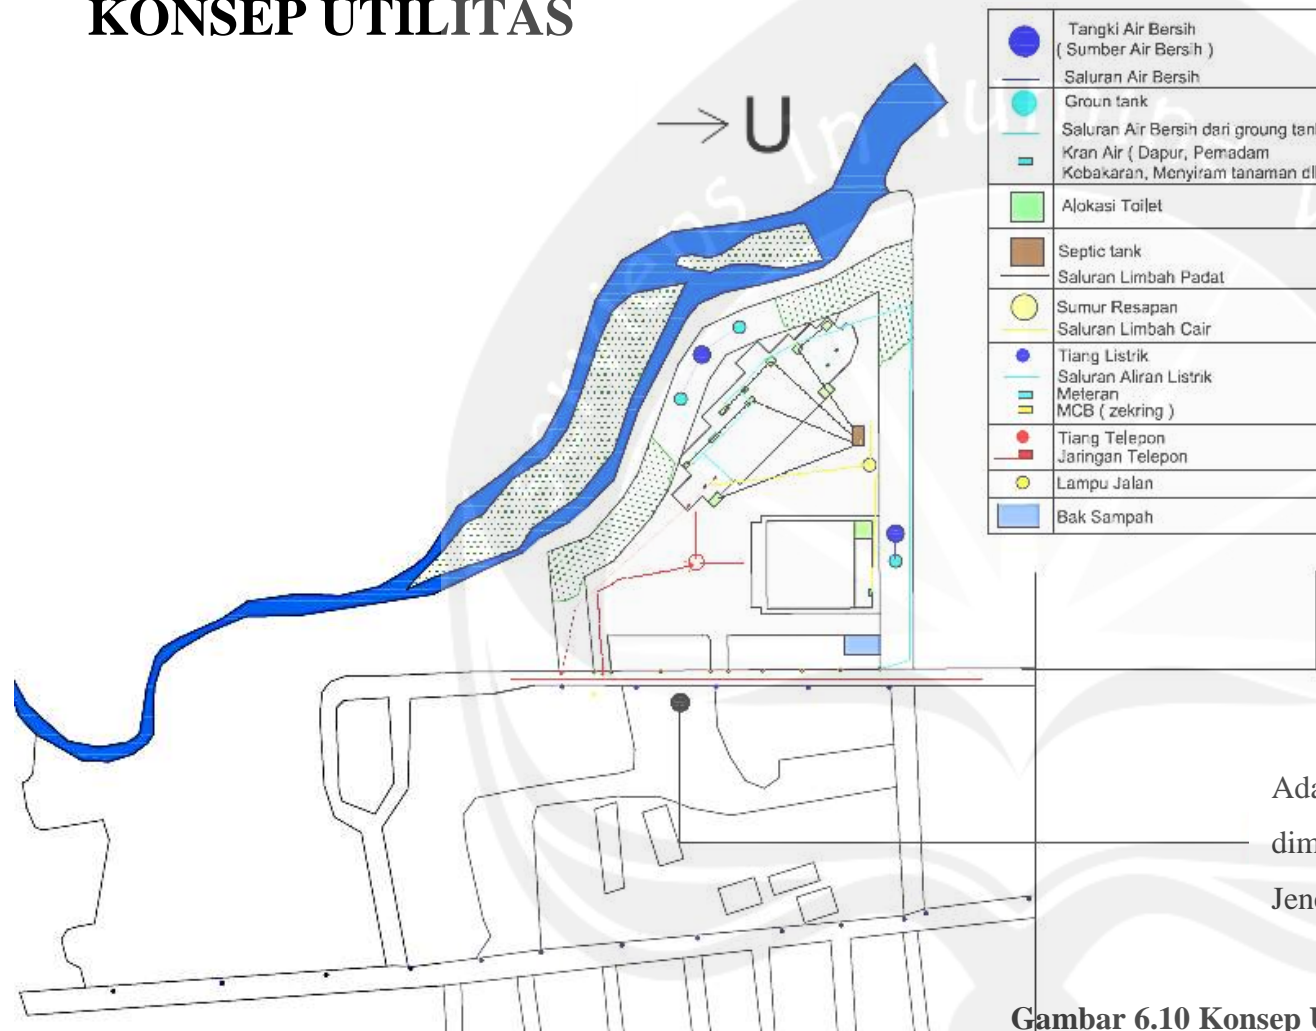 KONSEP UTILITAS
U
Tangki Air Bersih
( Sumber Air Bersih )
Saluran Air Bersih
Groun tank
Saluran Air Bersih dari groung tan
Kran Air ( Dapur, Pemadam
Kebakaran, Menyiram tanaman dl
Alokasi Toilet
Septic tank
Saluran Limbah Padat
Sumur Resapan
Saluran Limbah Cair
Tiang Listrik
Saluran Aliran Listrik
Meteran
MCB ( zekring )
Tiang Telepon
Jaringan Telepon
Lampu Jalan
Bak Sampah
Ada
dim
Gambar 6.10 Konsep